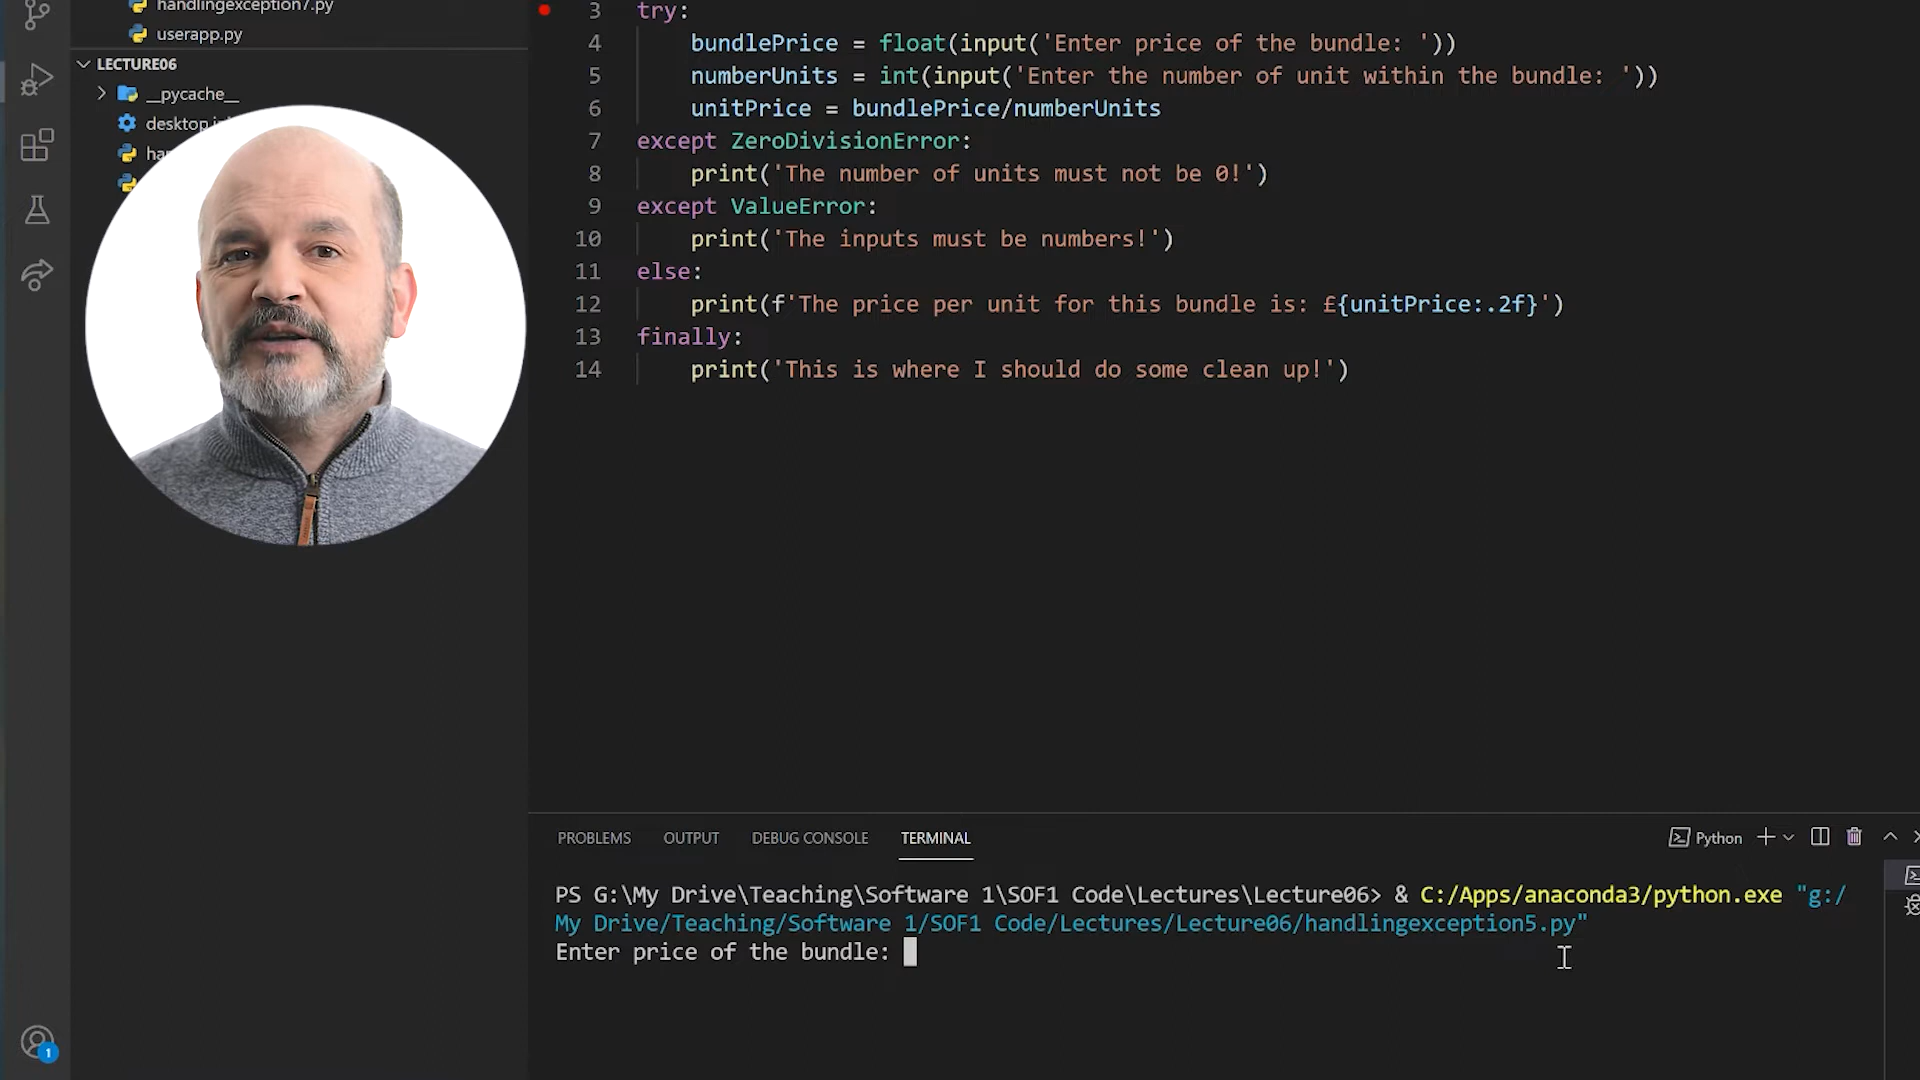 handlingexception7.py
userapp.py
LECTURE06
__pycache__
desktop.i
ha
3 try:
4 bundlePrice = float(input('Enter price of the bundle: '))
5 numberUnits = int(input('Enter the number of unit within the bundle: '))
6 unitPrice = bundlePrice/numberUnits
7 except ZeroDivisionError:
8 print('The number of units must not be 0!')
9 except ValueError:
10 print('The inputs must be numbers!')
11 else:
12 print(f'The price per unit for this bundle is: £{unitPrice:.2f}')
13 finally:
14 print('This is where I should do some clean up!')
PROBLEMS OUTPUT DEBUG CONSOLE TERMINAL Python
PS G:\My Drive\Teaching\Software 1\SOF1 Code\Lectures\Lecture06> & C:/Apps/anaconda3/python.exe "g:/
My Drive/Teaching/Software 1/SOF1 Code/Lectures/Lecture06/handlingexception5.py"
Enter price of the bundle:
1